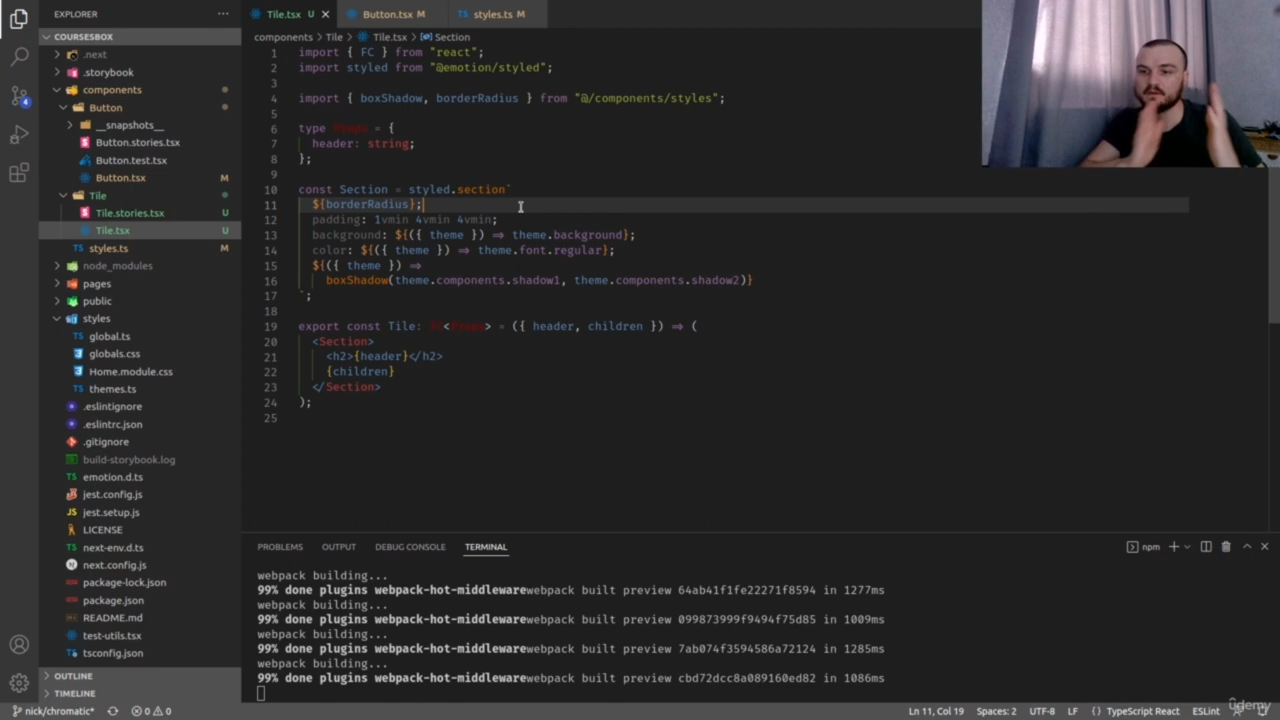 EXPLORER
COURSESBOX
.next
.storybook
components
Button
__snapshots__
Button.stories.tsx
Button.test.tsx
Button.tsx M
Tile
Tile.stories.tsx U
Tile.tsx U
styles.ts M
node_modules
pages
public
styles
global.ts
globals.css
Home.module.css
themes.ts
.eslintignore
.eslintrc.json
.gitignore
build-storybook.log
emotion.d.ts
jest.config.js
jest.setup.js
LICENSE
next-env.d.ts
next.config.js
package-lock.json
package.json
README.md
test-utils.tsx
tsconfig.json
OUTLINE
TIMELINE
Tile.tsx U Button.tsx M styles.ts M
components > Tile > Tile.tsx > Section
1 import { FC } from "react";
2 import styled from "@emotion/styled";
3
4 import { boxShadow, borderRadius } from "@/components/styles";
5
6 type Props = {
7 header: string;
8 };
9
10 const Section = styled.section`
11 ${borderRadius};
12 padding: 1vmin 4vmin 4vmin;
13 background: ${({ theme }) => theme.background};
14 color: ${({ theme }) => theme.font.regular};
15 ${({ theme }) =>
16 boxShadow(theme.components.shadow1, theme.components.shadow2)}
17 `;
18
19 export const Tile: FC<Props> = ({ header, children }) => (
20 <Section>
21 <h2>{header}</h2>
22 {children}
23 </Section>
24 );
25
PROBLEMS OUTPUT DEBUG CONSOLE TERMINAL npm
webpack building...
99% done plugins webpack-hot-middlewarewebpack built preview 64ab41f1fe22271f8594 in 1277ms
webpack building...
99% done plugins webpack-hot-middlewarewebpack built preview 099873999f9494f75d85 in 1009ms
webpack building...
99% done plugins webpack-hot-middlewarewebpack built preview 7ab074f3594586a72124 in 1285ms
webpack building...
99% done plugins webpack-hot-middlewarewebpack built preview cbd72dcc8a089160ed82 in 1086ms
4
nick/chromatic* 0 0 Ln 11, Col 19 Spaces: 2 UTF-8 LF {} TypeScript React ESLint
udemy